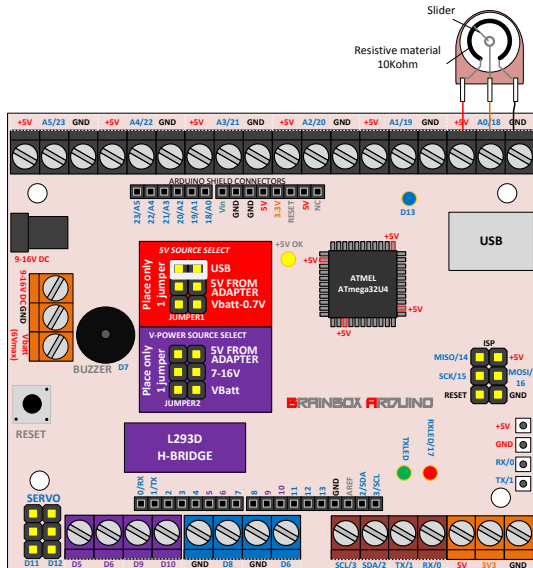 Slider
Resistive material
10Kohm
+5V A5/23 GND +5V A4/22 GND +5V A3/21 GND +5V A2/20 GND +5V A1/19 GND +5V A0/18 GND
ARDUINO SHIELD CONNECTORS
23/A5 22/A4 21/A3 20/A2 19/A1 18/A0 Vin GND GND 5V 3.3V RESET 5V NC
D13
9-16V DC
5V SOURCE SELECT
Place only
1 jumper
USB
5V FROM
ADAPTER
Vbatt-0.7V
JUMPER1
+5V OK
+5V
+5V
+5V
+5V
ATMEL
ATmega32U4
USB
9-16V DC
GND
Vbatt
(6Vmax)
BUZZER D7
V-POWER SOURCE SELECT
Place only
1 jumper
5V FROM
ADAPTER
7-16V
VBatt
JUMPER2
ISP
MISO/14 +5V
SCK/15 MOSI/
16
RESET GND
RESET
BRAINBOX ARDUINO
L293D
H-BRIDGE
TXLED
RXLED/17
+5V
GND
RX/0
TX/1
0/RX 1/TX 2 3 4 5 6 7 8 9 10 11 12 13 GND AREF 2/SDA 3/SCL
SERVO
D11 D12 D5 D6 D9 D10 GND D8 GND D6 SCL/3 SDA/2 TX/1 RX/0 5V 3V3 GND